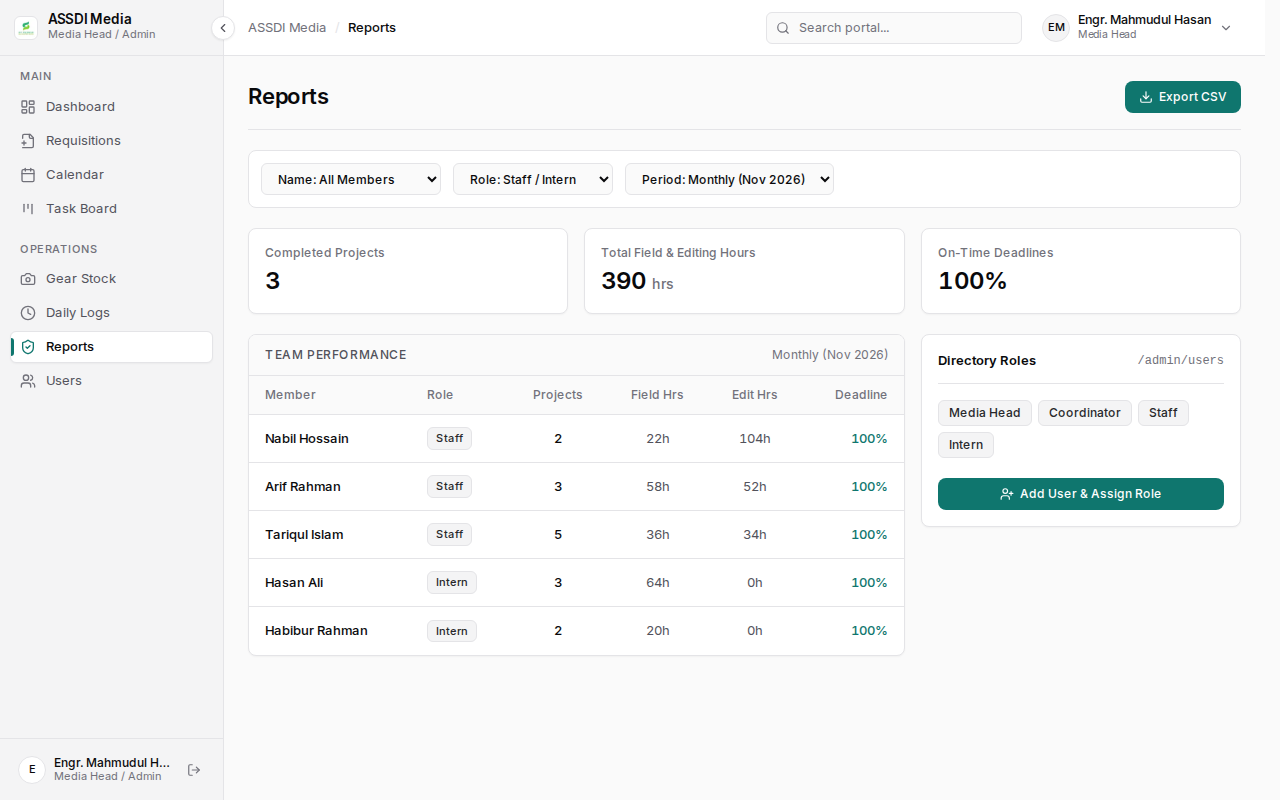 ASSDI Media
Media Head / Admin
MAIN
Dashboard
Requisitions
Calendar
Task Board
OPERATIONS
Gear Stock
Daily Logs
Reports
Users
Engr. Mahmudul H...
Media Head / Admin
ASSDI Media / Reports
Search portal...
EM
Engr. Mahmudul Hasan
Media Head
Reports
Export CSV
Name: All Members
Role: Staff / Intern
Period: Monthly (Nov 2026)
Completed Projects
3
Total Field & Editing Hours
390 hrs
On-Time Deadlines
100%
TEAM PERFORMANCE
Monthly (Nov 2026)
Member Role Projects Field Hrs Edit Hrs Deadline
Nabil Hossain Staff 2 22h 104h 100%
Arif Rahman Staff 3 58h 52h 100%
Tariqul Islam Staff 5 36h 34h 100%
Hasan Ali Intern 3 64h 0h 100%
Habibur Rahman Intern 2 20h 0h 100%
Directory Roles
/admin/users
Media Head Coordinator Staff
Intern
Add User & Assign Role
E